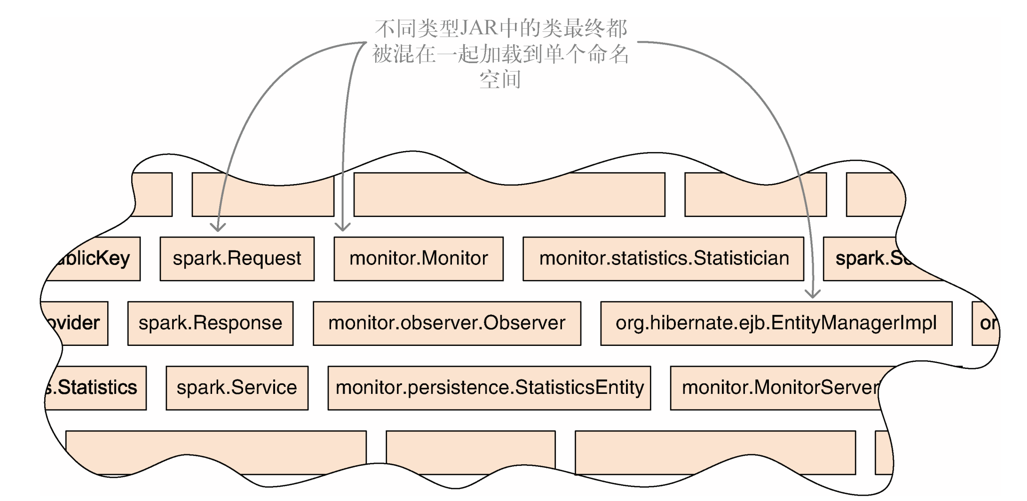 不同类型JAR中的类最终都
被混在一起加载到单个命名
空间
ublicKey spark.Request monitor.Monitor monitor.statistics.Statistician spark.Se
ovider spark.Response monitor.observer.Observer org.hibernate.ejb.EntityManagerImpl or
s.Statistics spark.Service monitor.persistence.StatisticsEntity monitor.MonitorServer